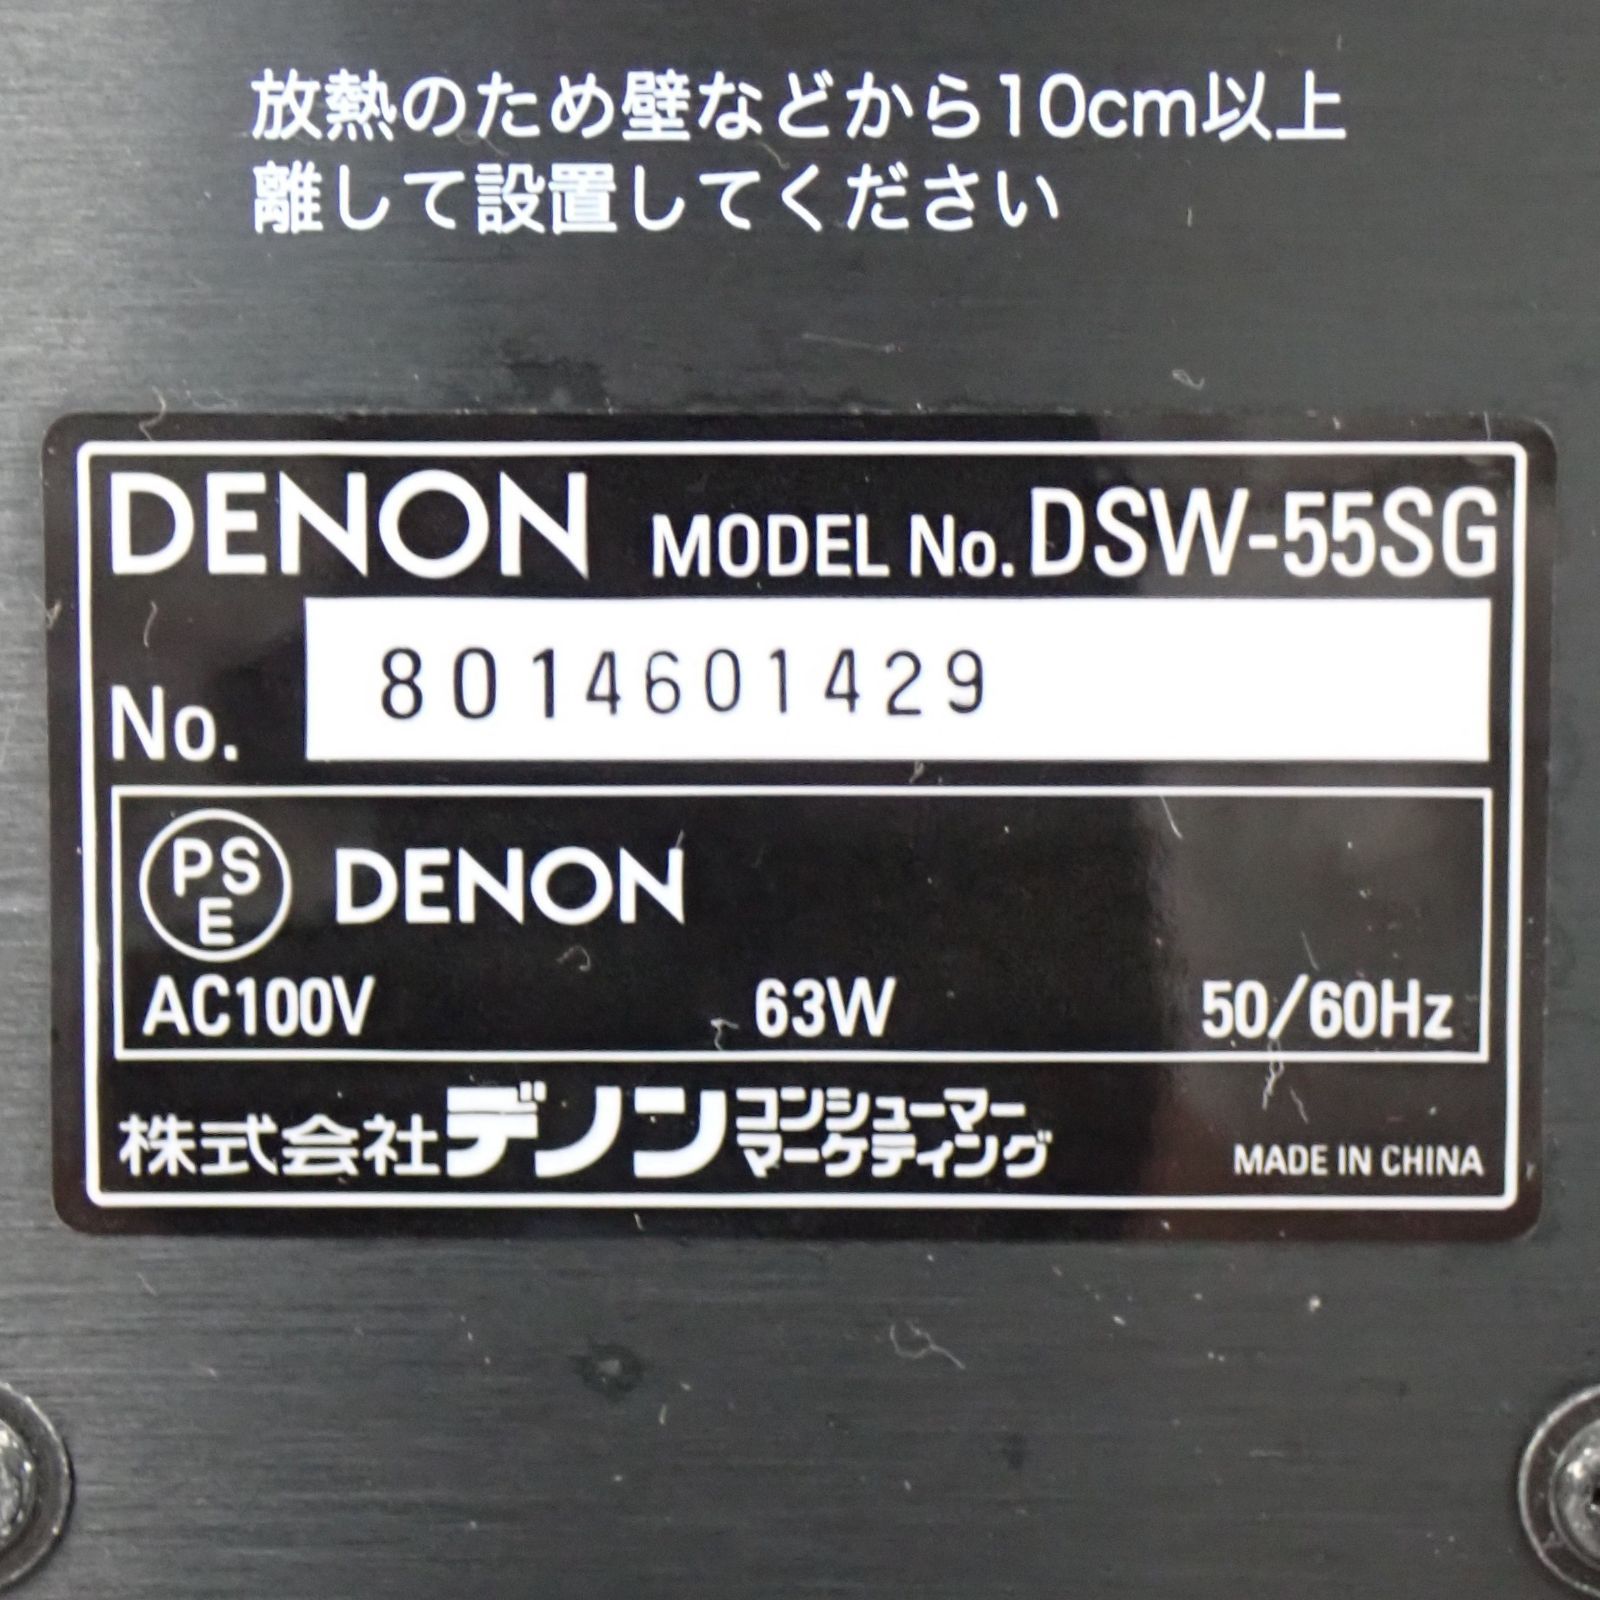 放熱のため壁などから10cm以上
離して設置してください
DENON MODEL No. DSW-55SG
No. 8014601429
PSE DENON
AC100V 63W 50/60Hz
株式会社デノンコンシューマーマーケティング MADE IN CHINA